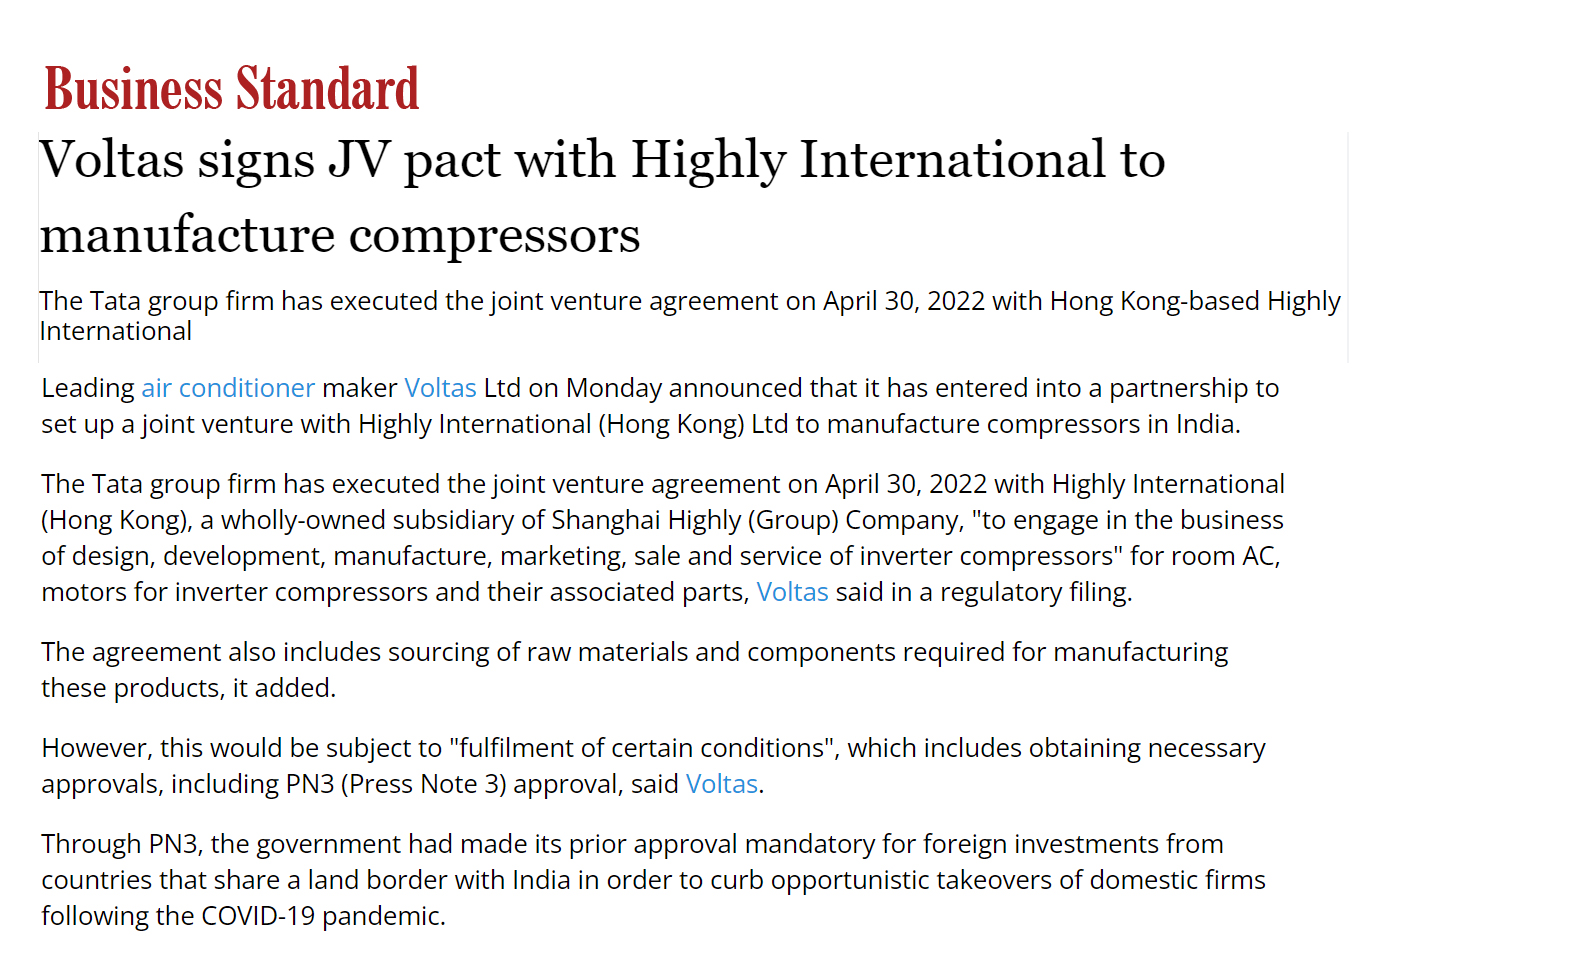 Business Standard
Voltas signs JV pact with Highly International to
manufacture compressors
The Tata group firm has executed the joint venture agreement on April 30, 2022 with Hong Kong-based Highly
International
Leading air conditioner maker Voltas Ltd on Monday announced that it has entered into a partnership to
set up a joint venture with Highly International (Hong Kong) Ltd to manufacture compressors in India.
The Tata group firm has executed the joint venture agreement on April 30, 2022 with Highly International
(Hong Kong), a wholly-owned subsidiary of Shanghai Highly (Group) Company, "to engage in the business
of design, development, manufacture, marketing, sale and service of inverter compressors" for room AC,
motors for inverter compressors and their associated parts, Voltas said in a regulatory filing.
The agreement also includes sourcing of raw materials and components required for manufacturing
these products, it added.
However, this would be subject to "fulfilment of certain conditions", which includes obtaining necessary
approvals, including PN3 (Press Note 3) approval, said Voltas.
Through PN3, the government had made its prior approval mandatory for foreign investments from
countries that share a land border with India in order to curb opportunistic takeovers of domestic firms
following the COVID-19 pandemic.